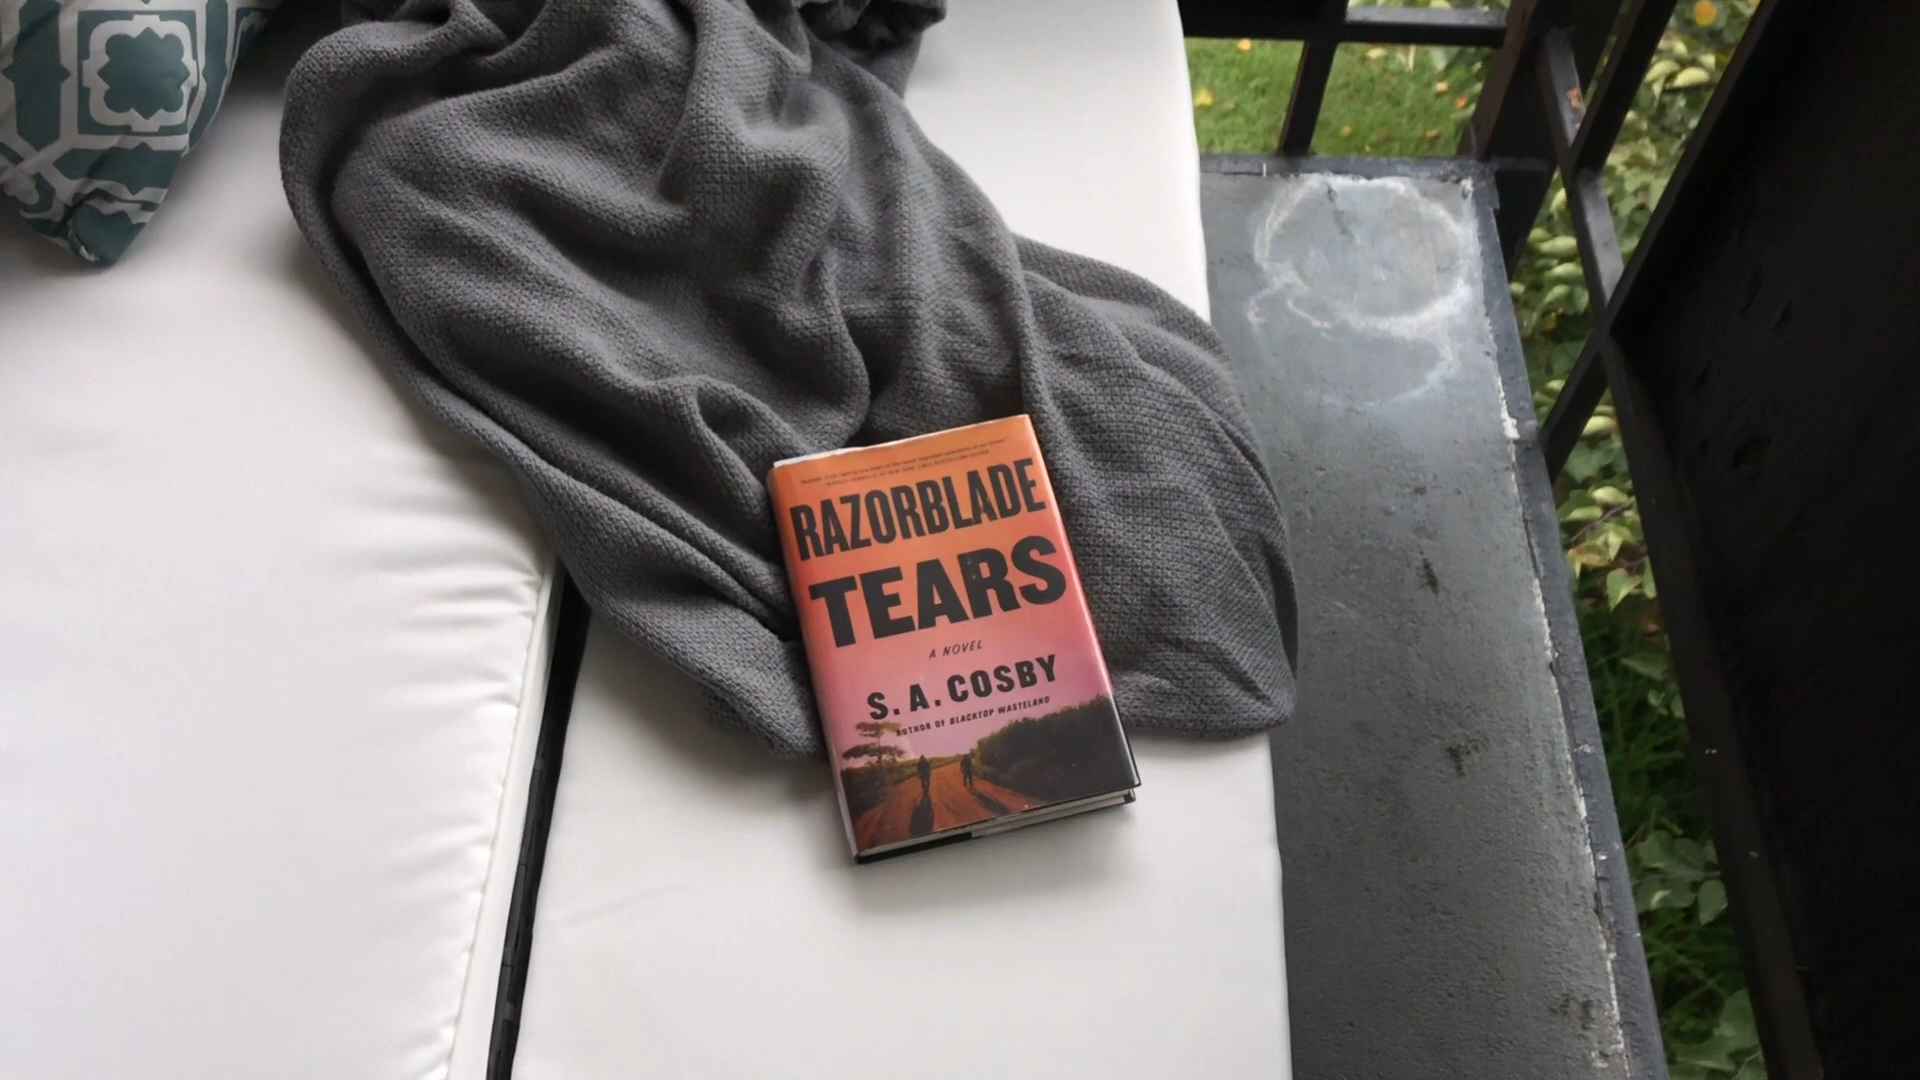 RAZORBLADE
TEARS
A NOVEL
S. A. COSBY
AUTHOR OF BLACKTOP WASTELAND